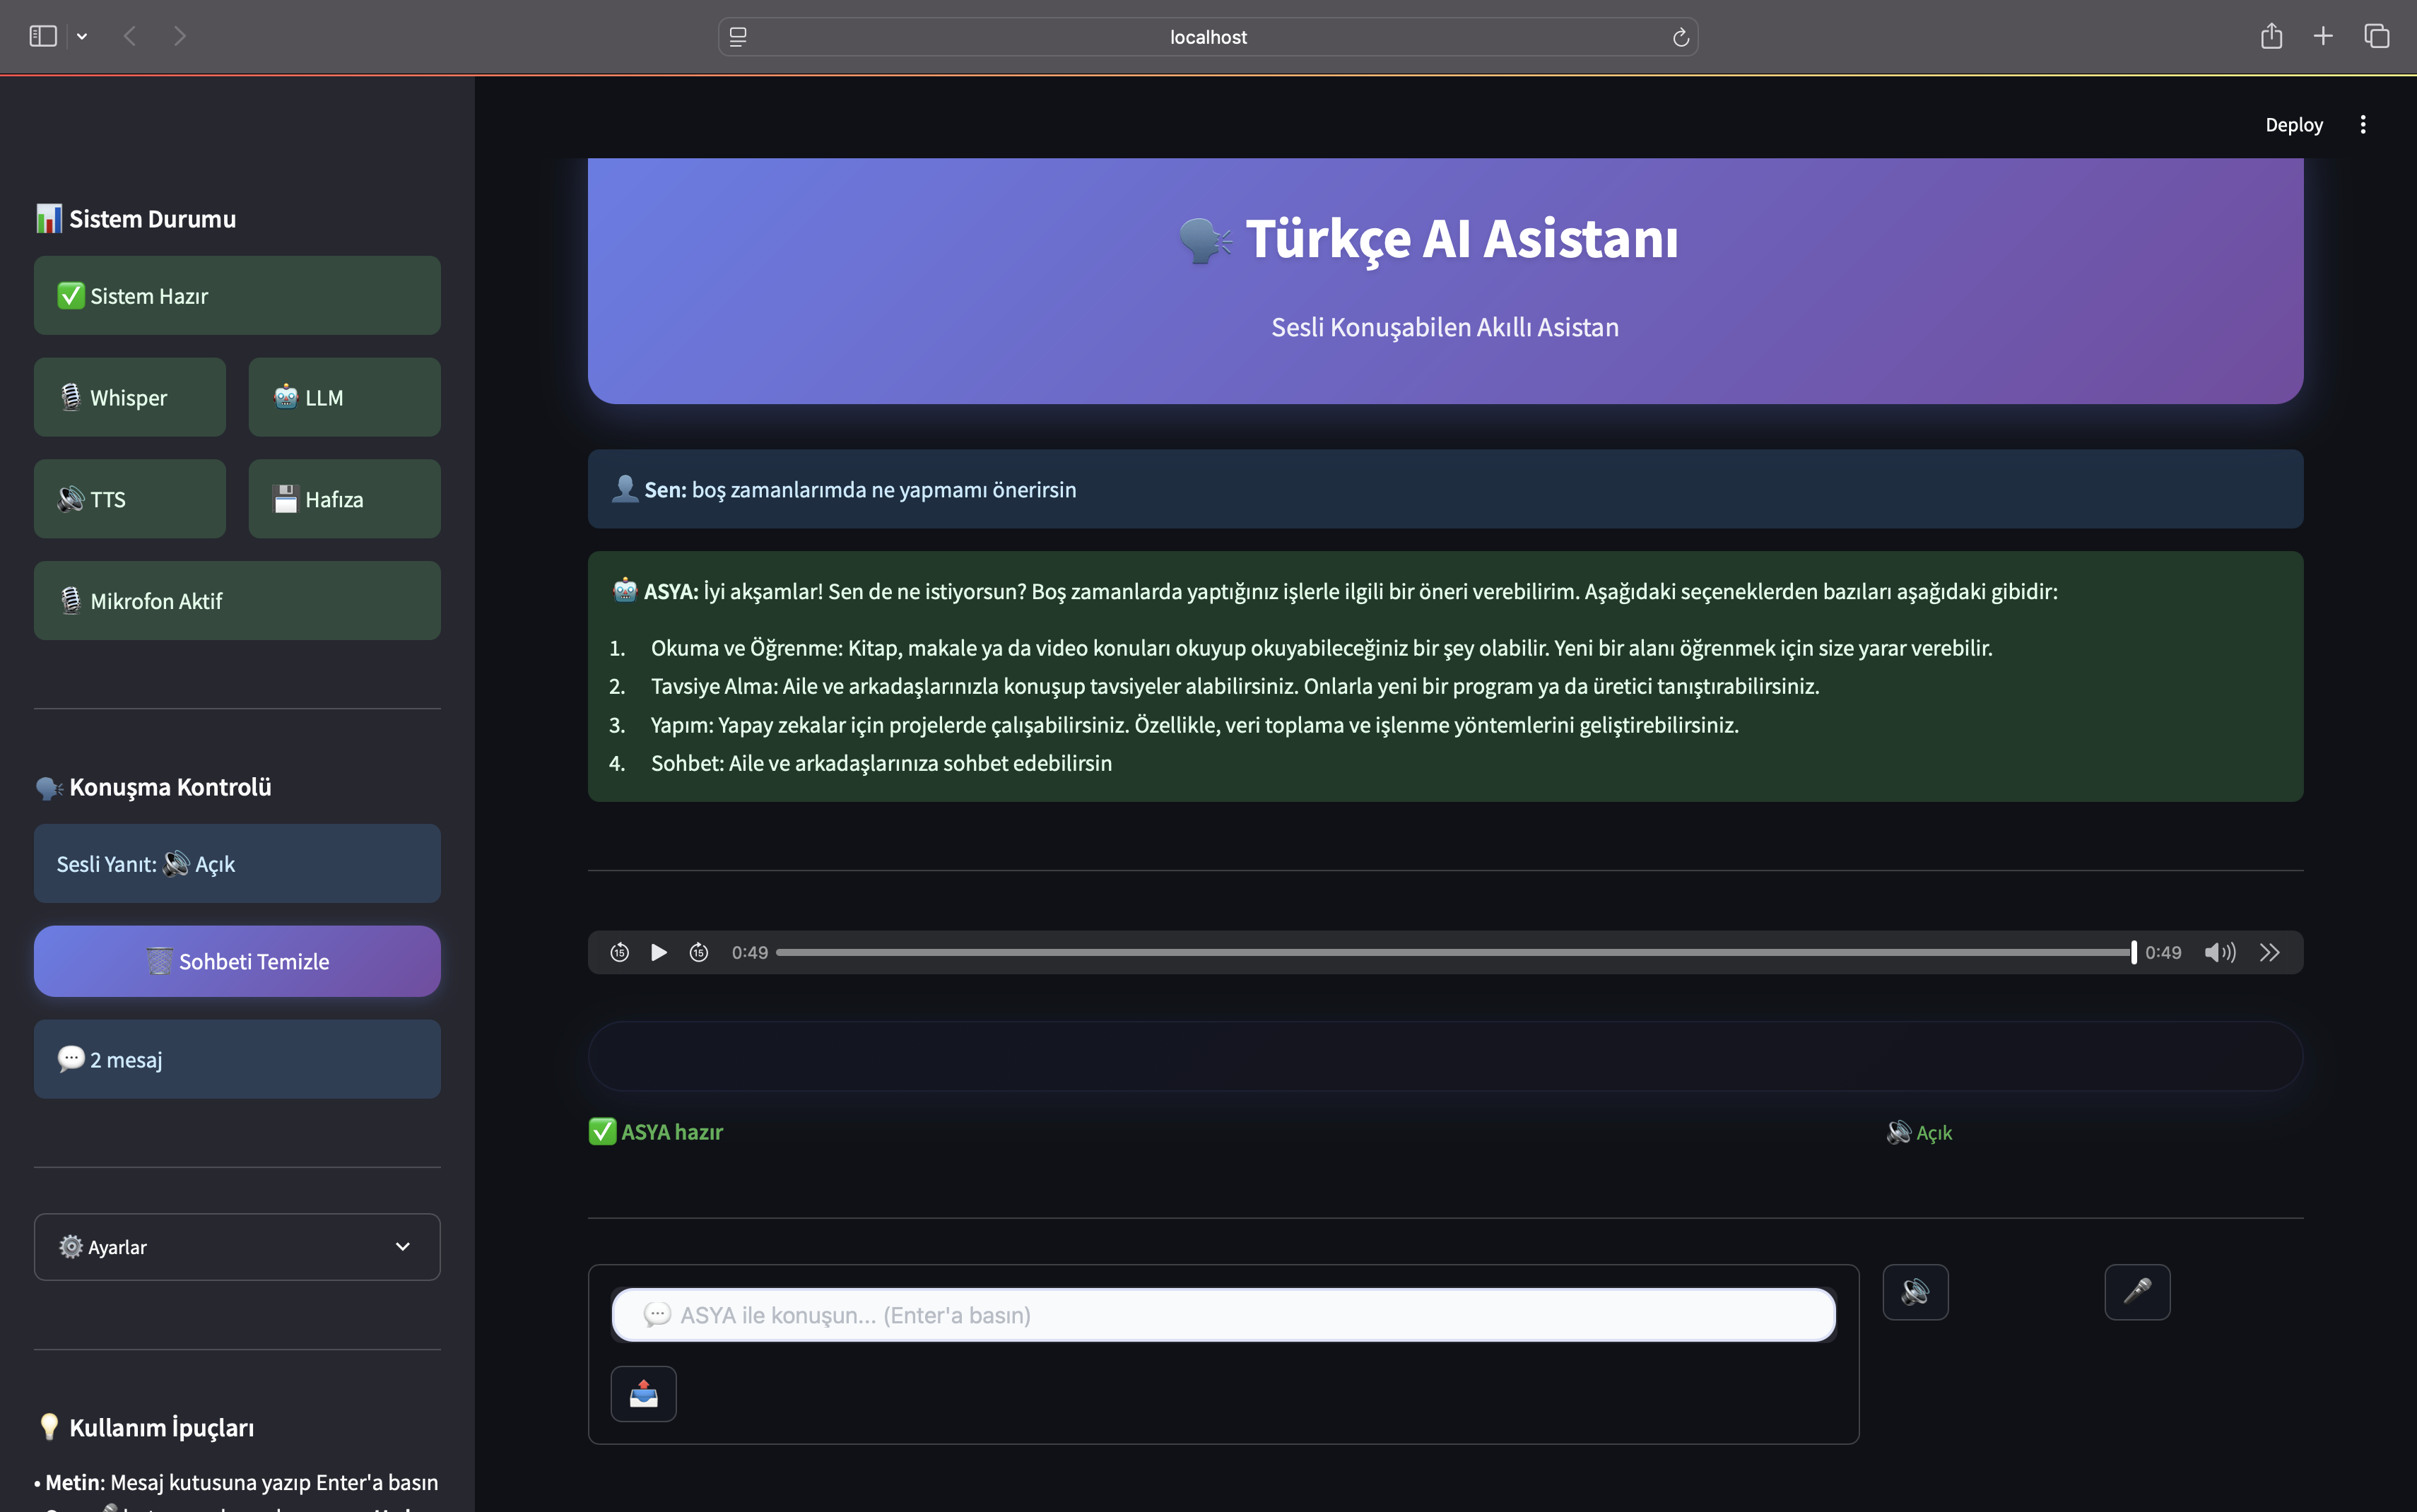 localhost
Deploy
📊 Sistem Durumu
✅ Sistem Hazır
🎙 Whisper
🤖 LLM
🔊 TTS
💾 Hafıza
🎙 Mikrofon Aktif
🗣 Konuşma Kontrolü
Sesli Yanıt: 🔊 Açık
🗑 Sohbeti Temizle
💬 2 mesaj
⚙ Ayarlar
💡 Kullanım İpuçları
• Metin: Mesaj kutusuna yazıp Enter'a basın
🗣 Türkçe AI Asistanı
Sesli Konuşabilen Akıllı Asistan
👤 Sen: boş zamanlarımda ne yapmamı önerirsin
🤖 ASYA: İyi akşamlar! Sen de ne istiyorsun? Boş zamanlarda yaptığınız işlerle ilgili bir öneri verebilirim. Aşağıdaki seçeneklerden bazıları aşağıdaki gibidir:
1. Okuma ve Öğrenme: Kitap, makale ya da video konuları okuyup okuyabileceğiniz bir şey olabilir. Yeni bir alanı öğrenmek için size yarar verebilir.
2. Tavsiye Alma: Aile ve arkadaşlarınızla konuşup tavsiyeler alabilirsiniz. Onlarla yeni bir program ya da üretici tanıştırabilirsiniz.
3. Yapım: Yapay zekalar için projelerde çalışabilirsiniz. Özellikle, veri toplama ve işlenme yöntemlerini geliştirebilirsiniz.
4. Sohbet: Aile ve arkadaşlarınıza sohbet edebilirsin
15 15 0:49 0:49
✅ ASYA hazır
🔊 Açık
💬 ASYA ile konuşun... (Enter'a basın)